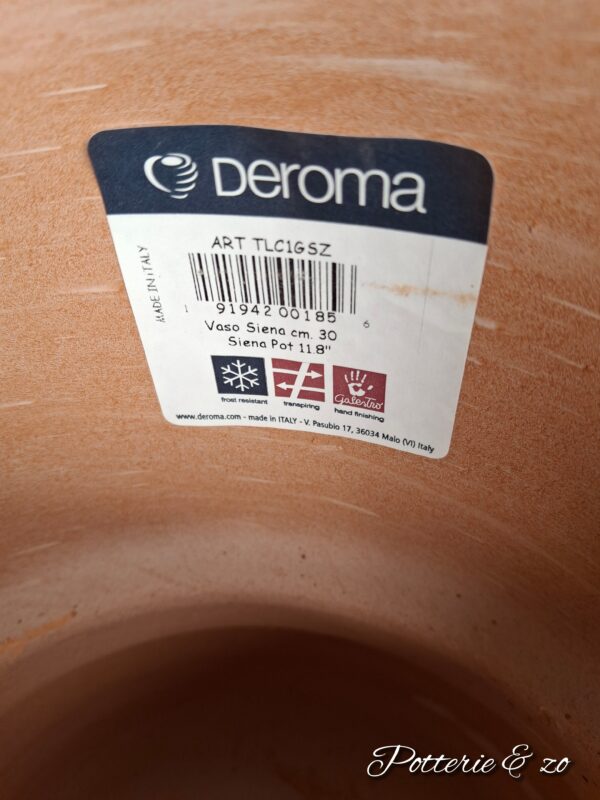 Deroma
ART TLC1GSZ
MADE IN ITALY
1 91942 00185 6
Vaso Siena cm. 30
Siena Pot 11.8"
frost resistant
transpiring
Galestro
hand finishing
www.deroma.com - made in ITALY - V. Pasubio 17, 36034 Malo (VI) Italy
Potterie & zo